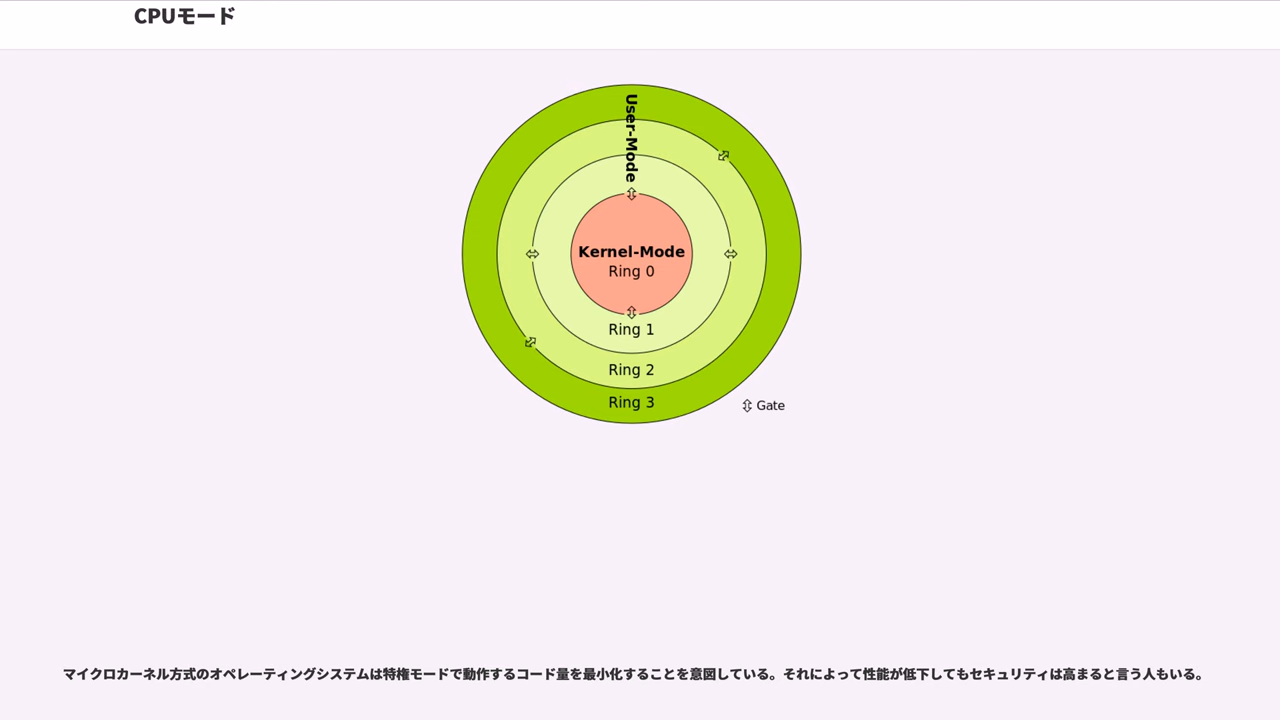 CPUモード
User-Mode
Kernel-Mode
Ring 0
Ring 1
Ring 2
Ring 3
Gate
マイクロカーネル方式のオペレーティングシステムは特権モードで動作するコード量を最小化することを意図している。それによって性能が低下してもセキュリティは高まると言う人もいる。